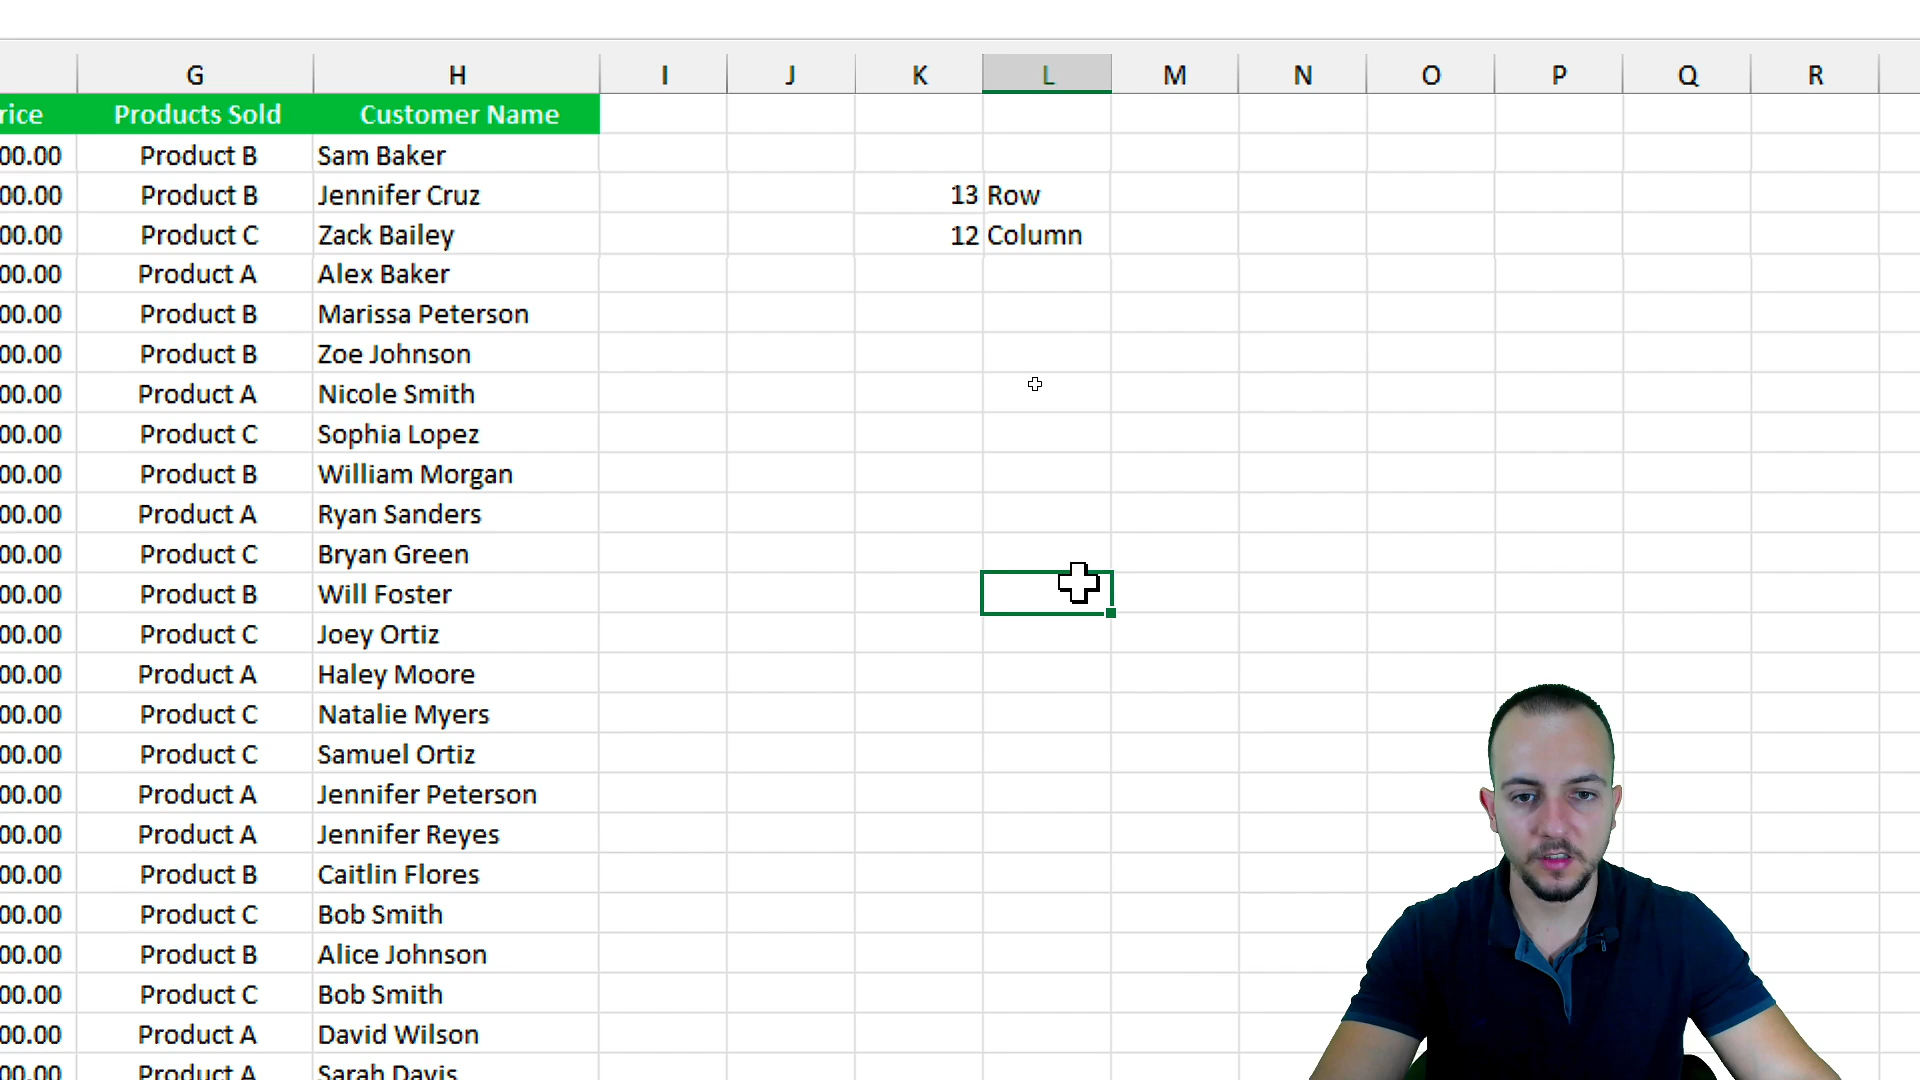 G H I J K L M N O P Q R
rice Products Sold Customer Name
00.00 Product B Sam Baker
00.00 Product B Jennifer Cruz 13 Row
00.00 Product C Zack Bailey 12 Column
00.00 Product A Alex Baker
00.00 Product B Marissa Peterson
00.00 Product B Zoe Johnson
00.00 Product A Nicole Smith
00.00 Product C Sophia Lopez
00.00 Product B William Morgan
00.00 Product A Ryan Sanders
00.00 Product C Bryan Green
00.00 Product B Will Foster
00.00 Product C Joey Ortiz
00.00 Product A Haley Moore
00.00 Product C Natalie Myers
00.00 Product C Samuel Ortiz
00.00 Product A Jennifer Peterson
00.00 Product A Jennifer Reyes
00.00 Product B Caitlin Flores
00.00 Product C Bob Smith
00.00 Product B Alice Johnson
00.00 Product C Bob Smith
00.00 Product A David Wilson
00.00 Product A Sarah Davis